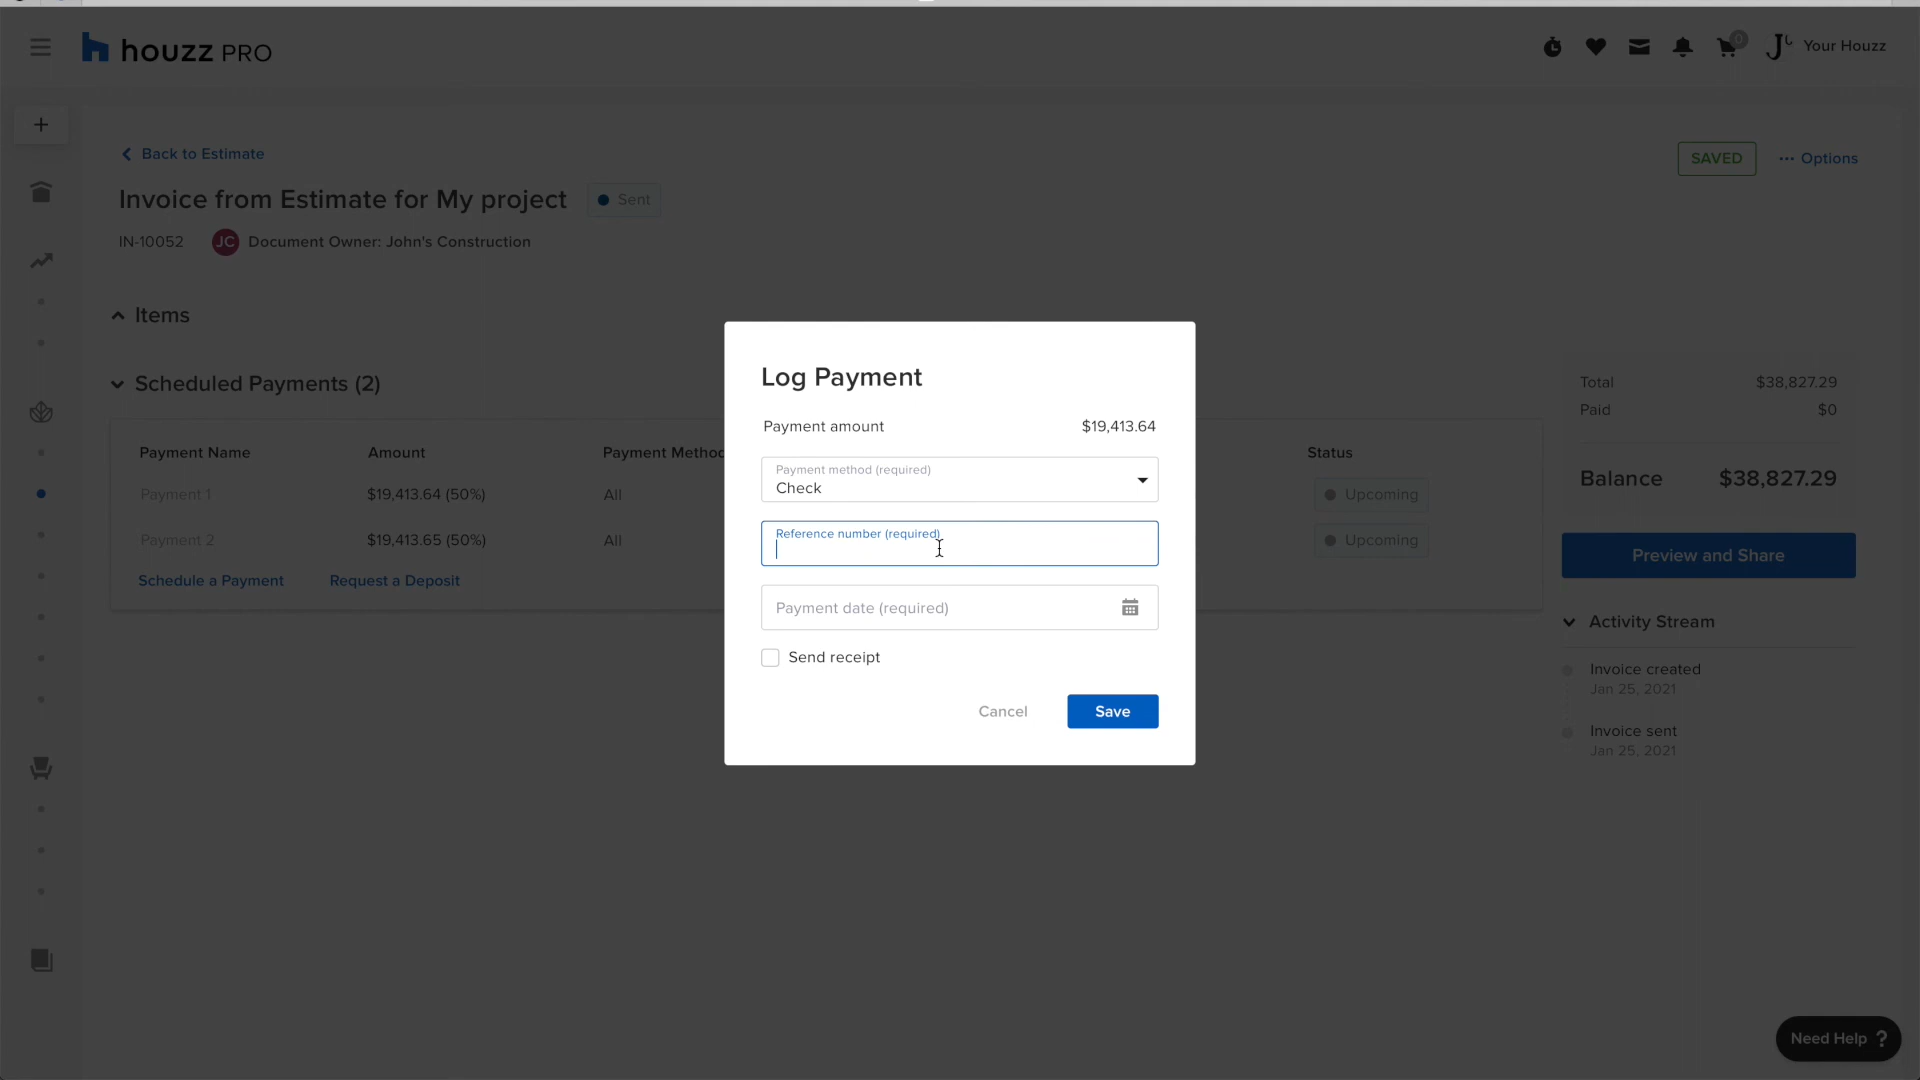 houzz PRO
0
Your Houzz
Back to Estimate
SAVED
Options
Invoice from Estimate for My project
Sent
IN-10052
JC
Document Owner: John's Construction
Items
Scheduled Payments (2)
Payment Name
Amount
Payment Method
Status
Payment 1
$19,413.64 (50%)
All
Upcoming
Payment 2
$19,413.65 (50%)
All
Upcoming
Schedule a Payment
Request a Deposit
Log Payment
Payment amount
$19,413.64
Payment method (required)
Check
Reference number (required)
Payment date (required)
Send receipt
Cancel
Save
Total
$38,827.29
Paid
$0
Balance
$38,827.29
Preview and Share
Activity Stream
Invoice created
Jan 25, 2021
Invoice sent
Jan 25, 2021
Need Help ?